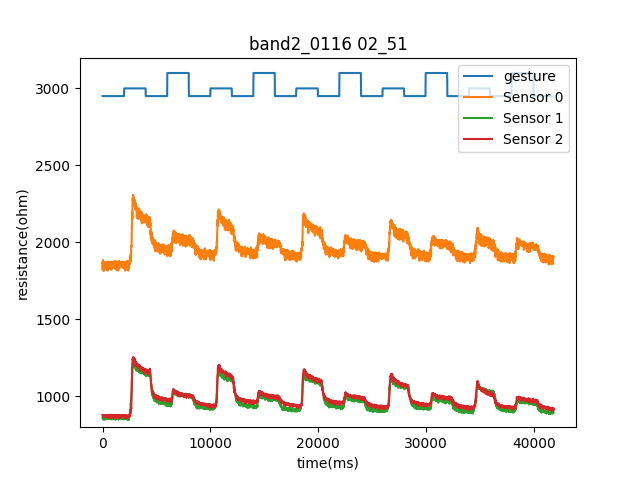 band2_0116 02_51
gesture
Sensor 0
Sensor 1
Sensor 2
3000
2500
2000
1500
1000
resistance(ohm)
0
10000
20000
30000
40000
time(ms)